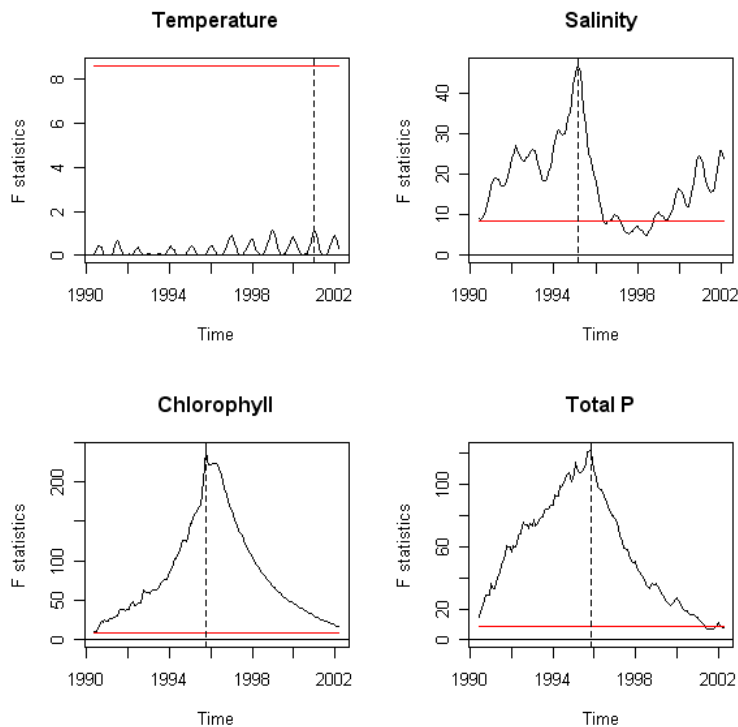 Temperature
F statistics
0 2 4 6 8
1990 1994 1998 2002
Time
Salinity
F statistics
0 10 20 30 40
1990 1994 1998 2002
Time
Chlorophyll
F statistics
0 50 100 200
1990 1994 1998 2002
Time
Total P
F statistics
0 20 60 100
1990 1994 1998 2002
Time